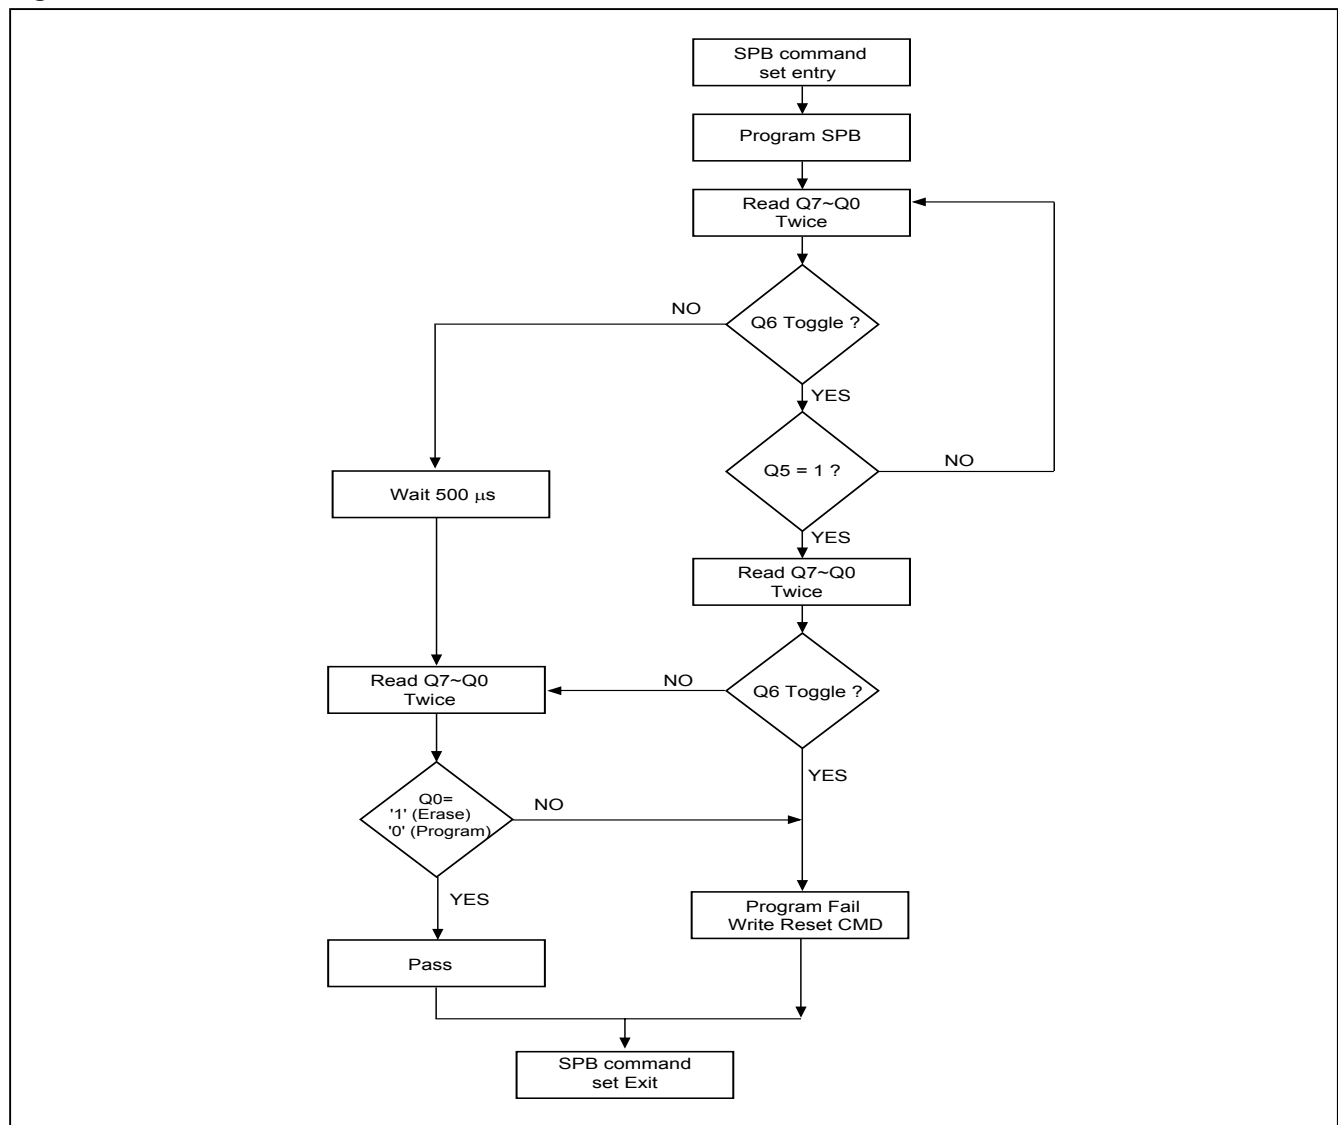 SPB command
set entry
Program SPB
Read Q7~Q0
Twice
NO
Q6 Toggle ?
YES
Q5 = 1 ?
NO
Wait 500 μs
YES
Read Q7~Q0
Twice
Read Q7~Q0
Twice
NO
Q6 Toggle ?
YES
Q0=
'1' (Erase)
'0' (Program)
NO
YES
Program Fail
Write Reset CMD
Pass
SPB command
set Exit